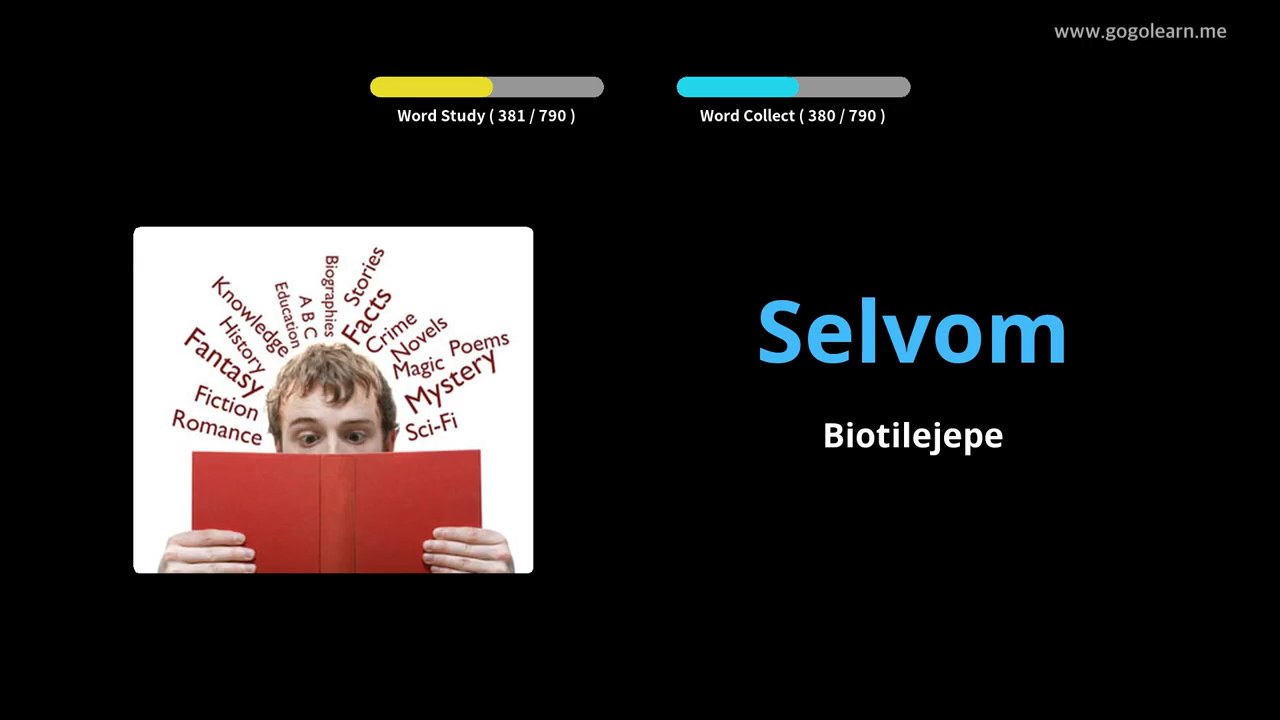 www.gogolearn.me
Word Study ( 381 / 790 )
Word Collect ( 380 / 790 )
Stories
Biographies
Facts
A B C
Education
Knowledge
Crime
Novels
History
Poems
Magic
Fantasy
Mystery
Fiction
Sci-Fi
Romance
Selvom
Biotilejepe